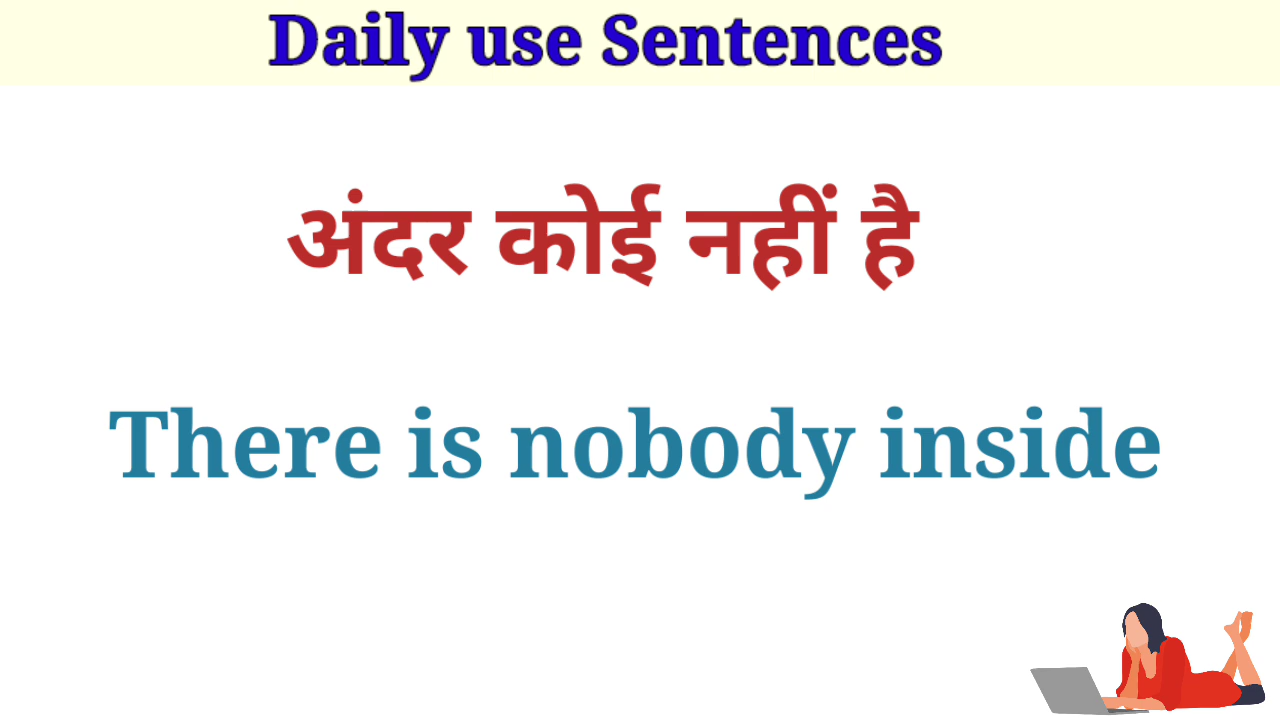 Daily use Sentences
अंदर कोई नहीं है
There is nobody inside